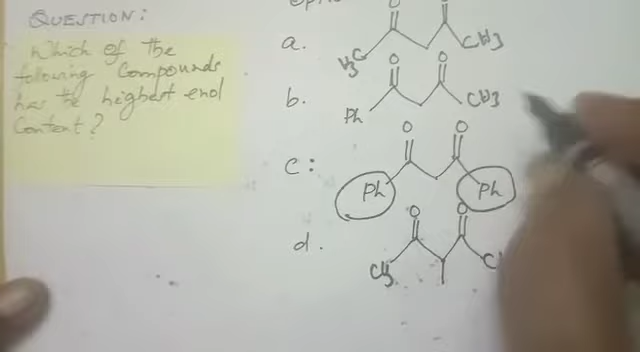 QUESTION:
Which of the
following Compounds
has the highest enol
Content?
a.
O
H3C
CH3
b.
O O
Ph
CH3
c:
O O
Ph
Ph
d.
O O
CH3